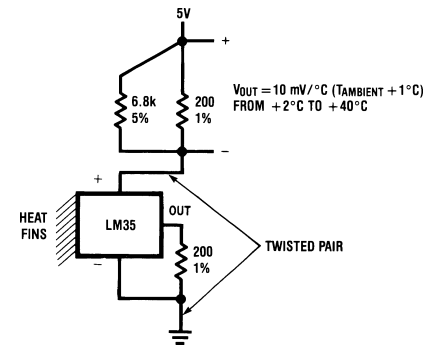 5V
+
6.8k
5%
200
1%
VOUT = 10 mV/°C (TAMBIENT + 1°C)
FROM +2°C TO +40°C
−
+
HEAT
FINS
LM35
OUT
−
200
1%
TWISTED PAIR